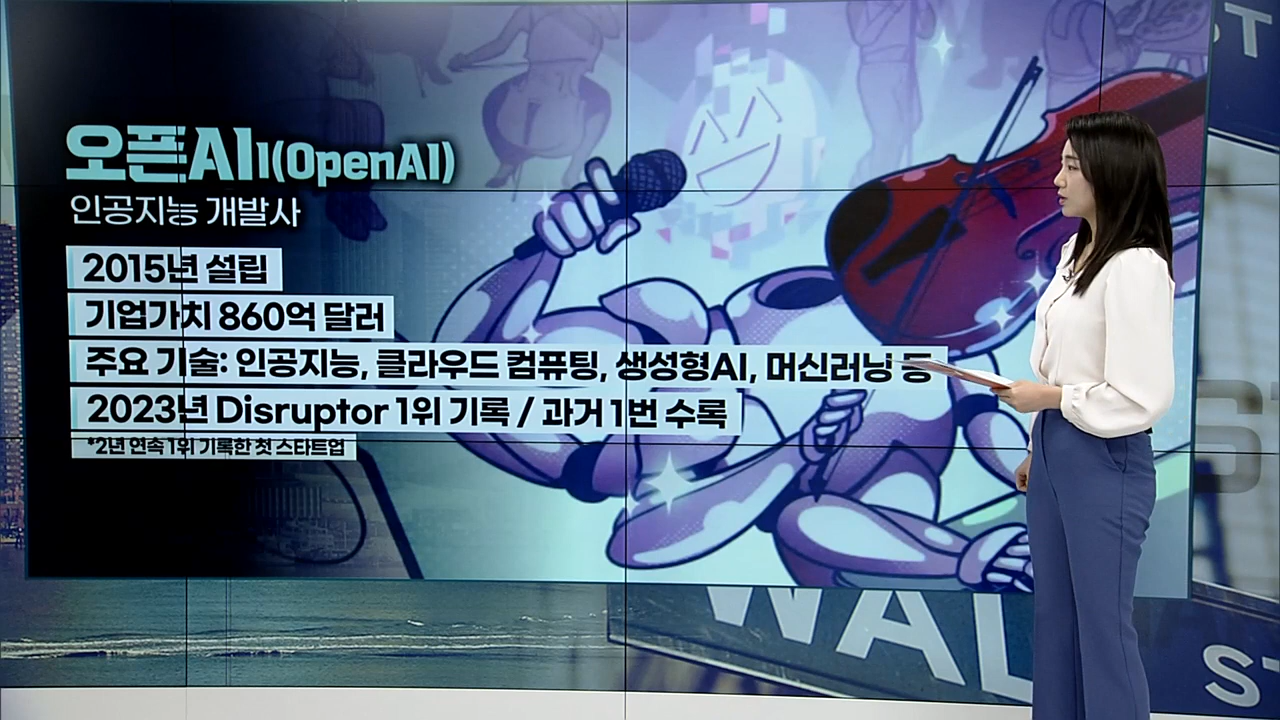 오픈AI(OpenAI)
인공지능 개발사
2015년 설립
기업가치 860억 달러
주요 기술: 인공지능, 클라우드 컴퓨팅, 생성형AI, 머신러닝 등
2023년 Disruptor 1위 기록 / 과거 1번 수록
*2년 연속 1위 기록한 첫 스타트업
ST
WAL
ST